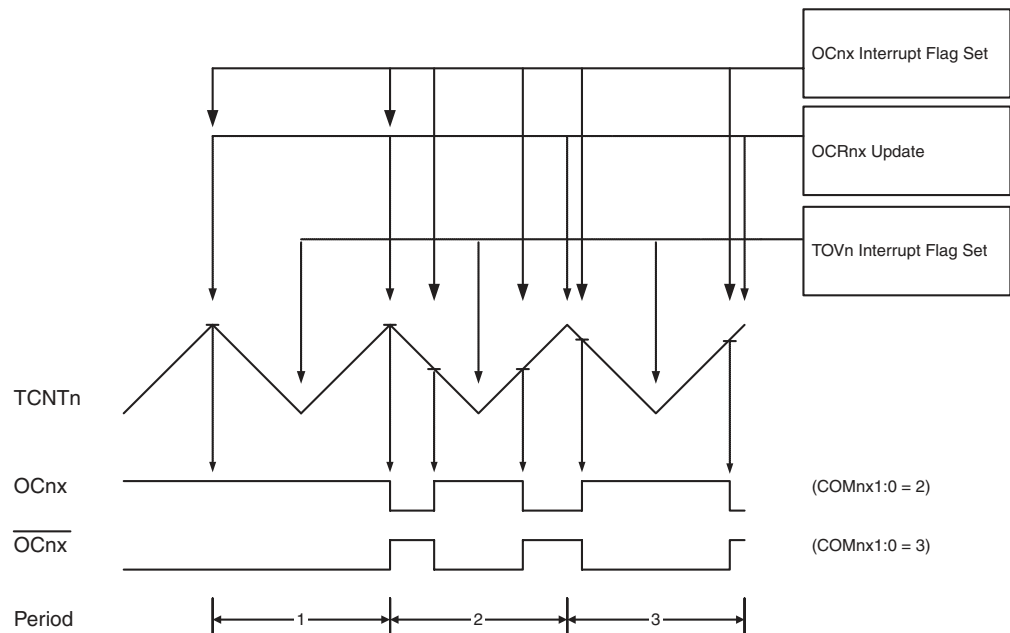 OCnx Interrupt Flag Set
OCRnx Update
TOVn Interrupt Flag Set
TCNTn
OCnx
(COMnx1:0 = 2)
OCnx
(COMnx1:0 = 3)
Period
1
2
3